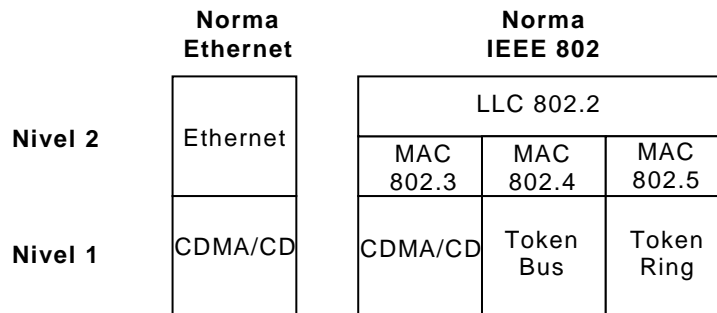 Norma
Ethernet
Norma
IEEE 802
Nivel 2
Ethernet
LLC 802.2
MAC
802.3
MAC
802.4
MAC
802.5
Nivel 1
CDMA/CD
CDMA/CD
Token
Bus
Token
Ring